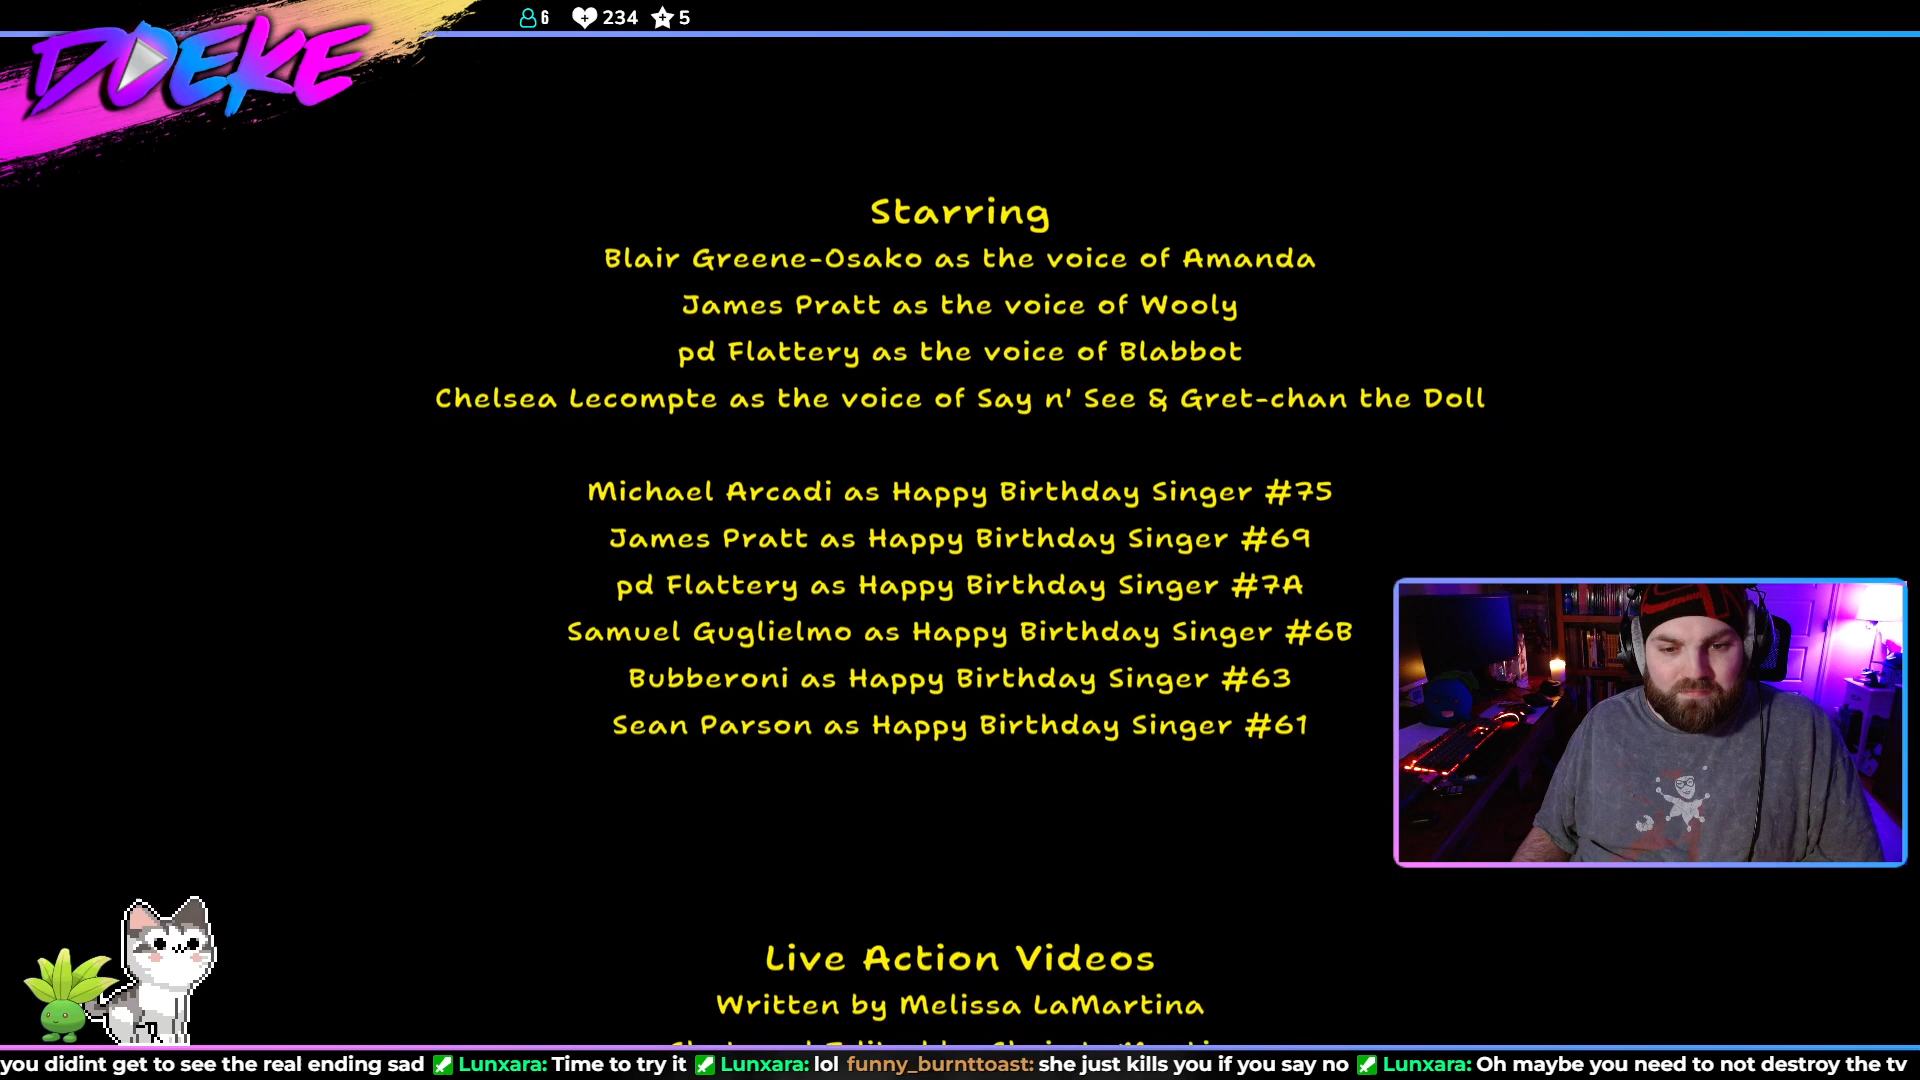 DOEKE
6 234 5
Starring
Blair Greene-Osako as the voice of Amanda
James Pratt as the voice of Wooly
pd Flattery as the voice of Blabbot
Chelsea Lecompte as the voice of Say n' See & Gret-chan the Doll
Michael Arcadi as Happy Birthday Singer #75
James Pratt as Happy Birthday Singer #69
pd Flattery as Happy Birthday Singer #7A
Samuel Guglielmo as Happy Birthday Singer #6B
Bubberoni as Happy Birthday Singer #63
Sean Parson as Happy Birthday Singer #61
Live Action Videos
Written by Melissa LaMartina
you didint get to see the real ending sad Lunxara: Time to try it Lunxara: lol funny_burnttoast: she just kills you if you say no Lunxara: Oh maybe you need to not destroy the tv